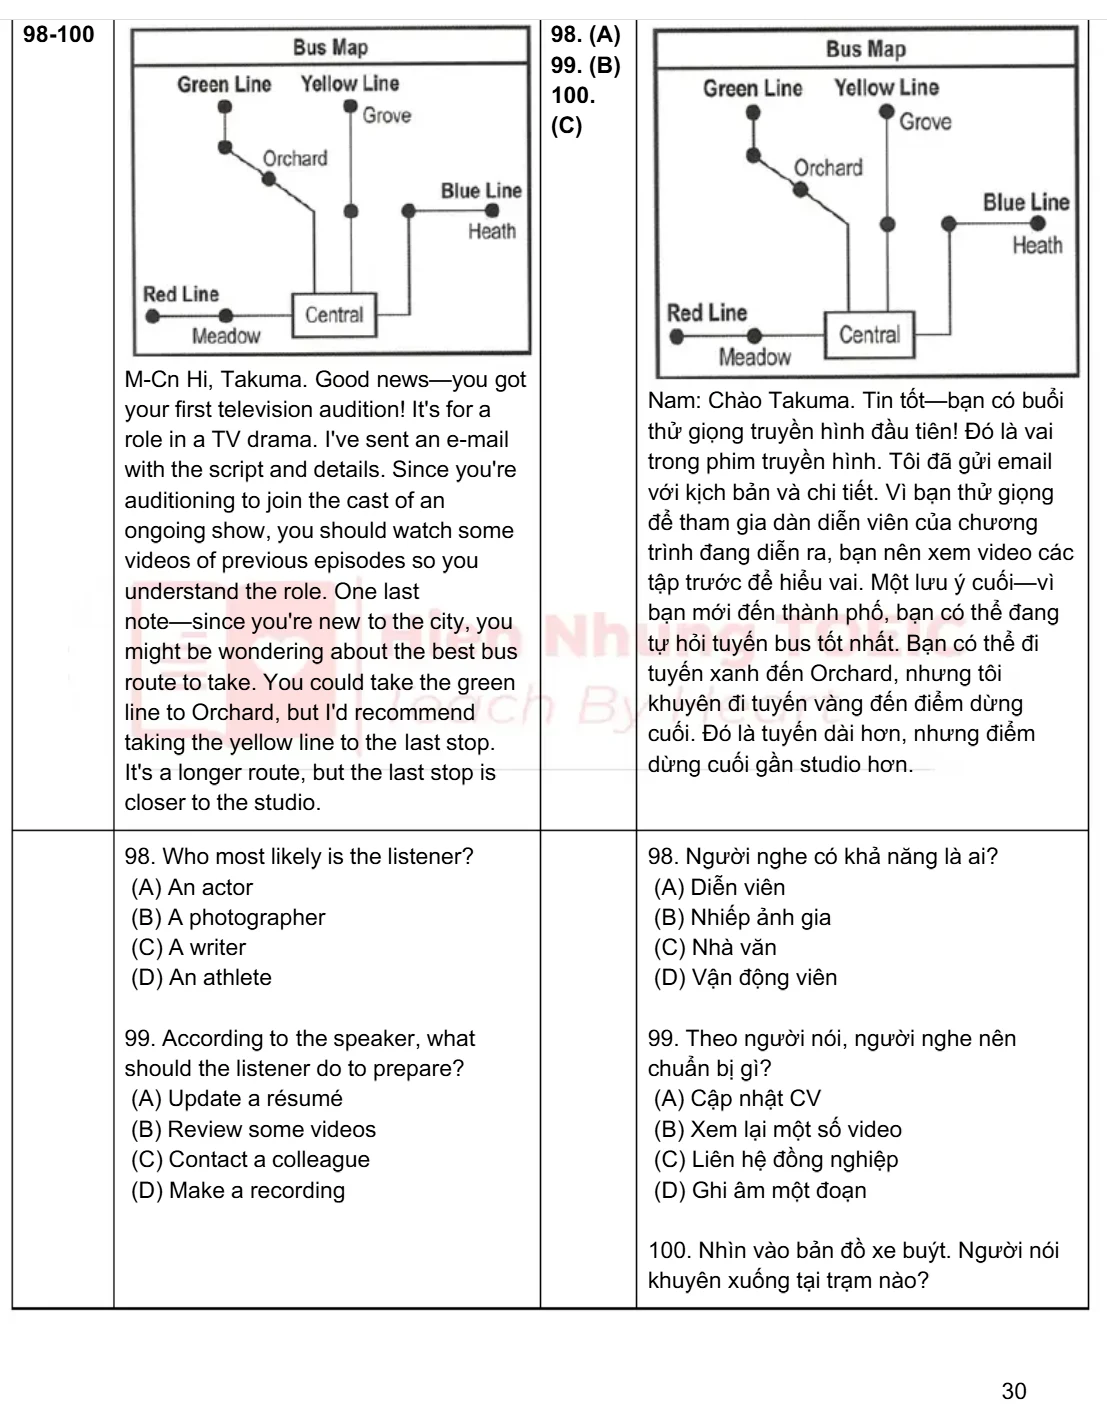 98-100
Bus Map
Green Line Yellow Line
Grove
Orchard
Blue Line
Heath
Red Line
Central
Meadow
M-Cn Hi, Takuma. Good news—you got
your first television audition! It's for a
role in a TV drama. I've sent an e-mail
with the script and details. Since you're
auditioning to join the cast of an
ongoing show, you should watch some
videos of previous episodes so you
understand the role. One last
note—since you're new to the city, you
might be wondering about the best bus
route to take. You could take the green
line to Orchard, but I'd recommend
taking the yellow line to the last stop.
It's a longer route, but the last stop is
closer to the studio.
98. (A)
99. (B)
100.
(C)
Bus Map
Green Line Yellow Line
Grove
Orchard
Blue Line
Heath
Red Line
Central
Meadow
Nam: Chào Takuma. Tin tốt—bạn có buổi
thử giọng truyền hình đầu tiên! Đó là vai
trong phim truyền hình. Tôi đã gửi email
với kịch bản và chi tiết. Vì bạn thử giọng
để tham gia dàn diễn viên của chương
trình đang diễn ra, bạn nên xem video các
tập trước để hiểu vai. Một lưu ý cuối—vì
bạn mới đến thành phố, bạn có thể đang
tự hỏi tuyến bus tốt nhất. Bạn có thể đi
tuyến xanh đến Orchard, nhưng tôi
khuyên đi tuyến vàng đến điểm dừng
cuối. Đó là tuyến dài hơn, nhưng điểm
dừng cuối gần studio hơn.
Hien Nhung TOEIC
Teach By Heart
98. Who most likely is the listener?
(A) An actor
(B) A photographer
(C) A writer
(D) An athlete
99. According to the speaker, what
should the listener do to prepare?
(A) Update a résumé
(B) Review some videos
(C) Contact a colleague
(D) Make a recording
98. Người nghe có khả năng là ai?
(A) Diễn viên
(B) Nhiếp ảnh gia
(C) Nhà văn
(D) Vận động viên
99. Theo người nói, người nghe nên
chuẩn bị gì?
(A) Cập nhật CV
(B) Xem lại một số video
(C) Liên hệ đồng nghiệp
(D) Ghi âm một đoạn
100. Nhìn vào bản đồ xe buýt. Người nói
khuyên xuống tại trạm nào?
30